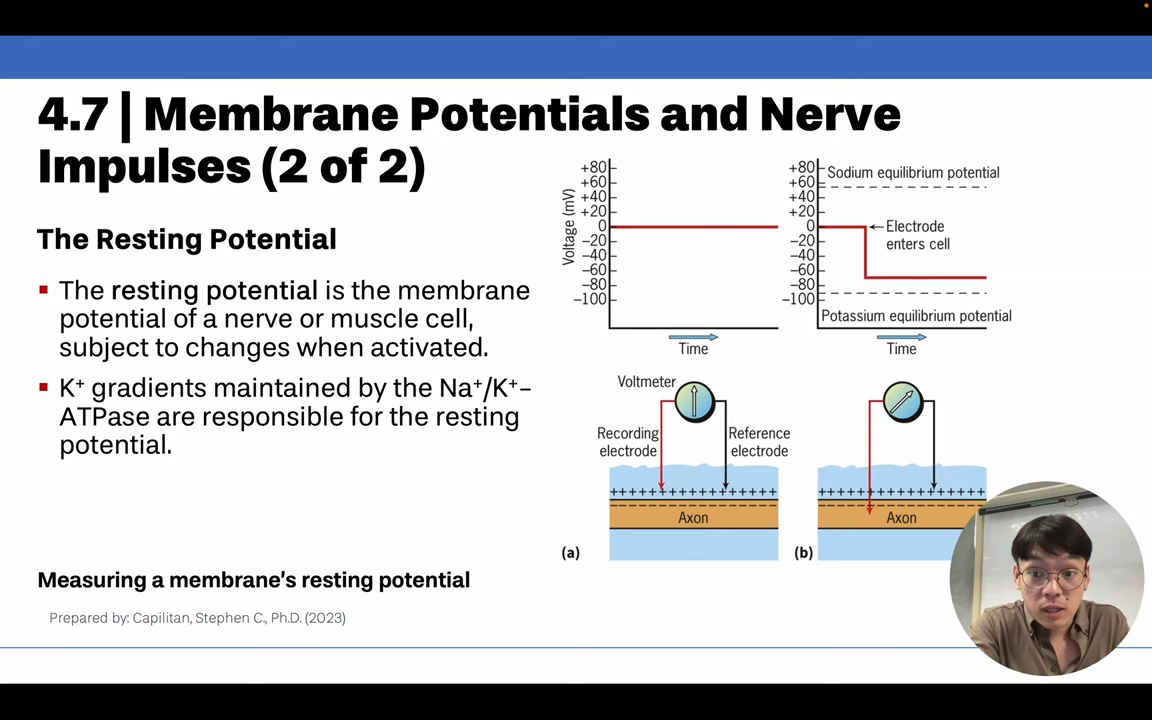 4.7 | Membrane Potentials and Nerve
Impulses (2 of 2)
The Resting Potential
▪ The resting potential is the membrane
potential of a nerve or muscle cell,
subject to changes when activated.
▪ K⁺ gradients maintained by the Na⁺/K⁺–
ATPase are responsible for the resting
potential.
Measuring a membrane's resting potential
Prepared by: Capilitan, Stephen C., Ph.D. (2023)
Voltage (mV)
+80
+60
+40
+20
0
–20
–40
–60
–80
–100
Time
Voltmeter
Recording
electrode
Reference
electrode
+++++++++++++++++
Axon
(a)
+80
+60
+40
+20
0
–20
–40
–60
–80
–100
Sodium equilibrium potential
Electrode
enters cell
Potassium equilibrium potential
Time
+++++++++++++++++
Axon
(b)